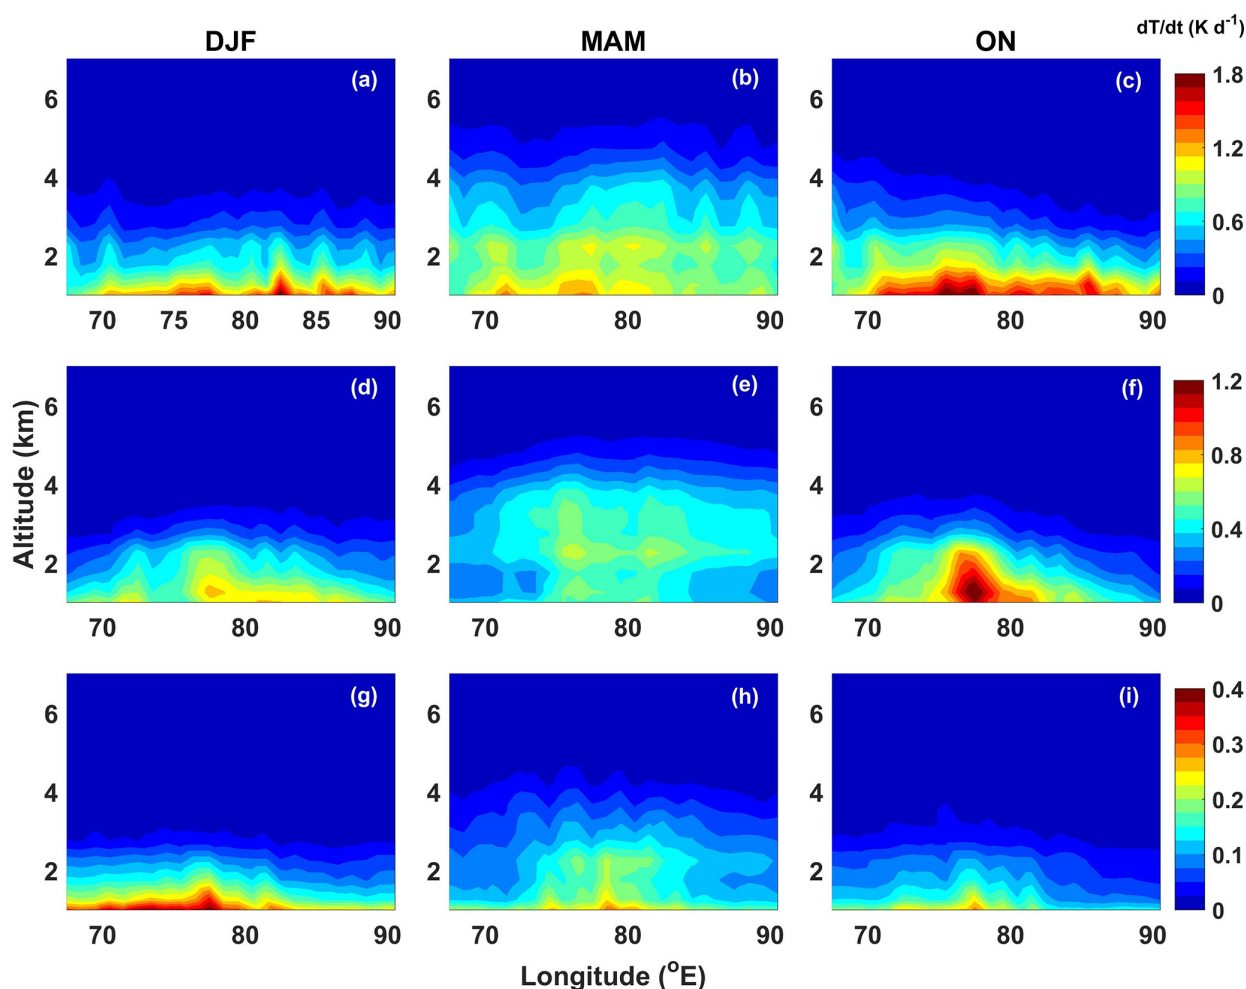 dT/dt (K d⁻¹)
DJF MAM ON
(a) (b) (c)
6 4 2
6 4 2
6 4 2
1.8
1.2
0.6
0
70 75 80 85 90
70 80 90
70 80 90
Altitude (km)
(d) (e) (f)
6 4 2
6 4 2
6 4 2
1.2
0.8
0.4
0
70 80 90
70 80 90
70 80 90
(g) (h) (i)
6 4 2
6 4 2
6 4 2
0.4
0.3
0.2
0.1
0
70 80 90
70 80 90
70 80 90
Longitude (°E)